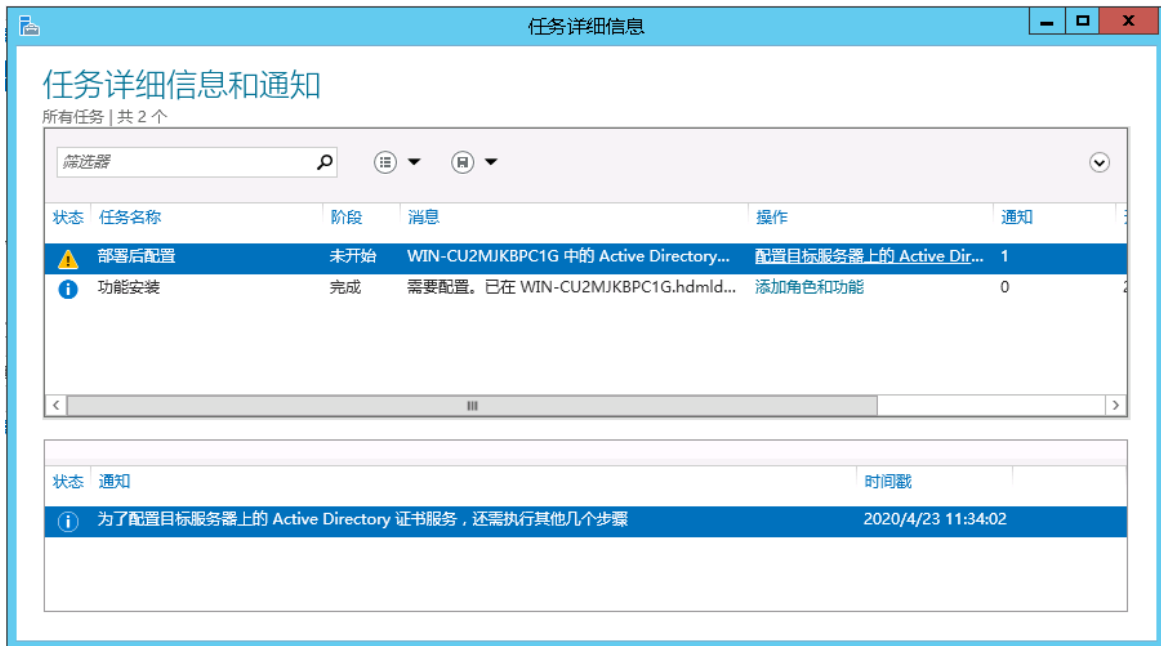 任务详细信息
任务详细信息和通知
所有任务 | 共 2 个
筛选器
状态 任务名称 阶段 消息 操作 通知
部署后配置 未开始 WIN-CU2MJKBPC1G 中的 Active Directory... 配置目标服务器上的 Active Dir... 1
功能安装 完成 需要配置。已在 WIN-CU2MJKBPC1G.hdmld... 添加角色和功能 0
状态 通知 时间戳
为了配置目标服务器上的 Active Directory 证书服务，还需执行其他几个步骤 2020/4/23 11:34:02